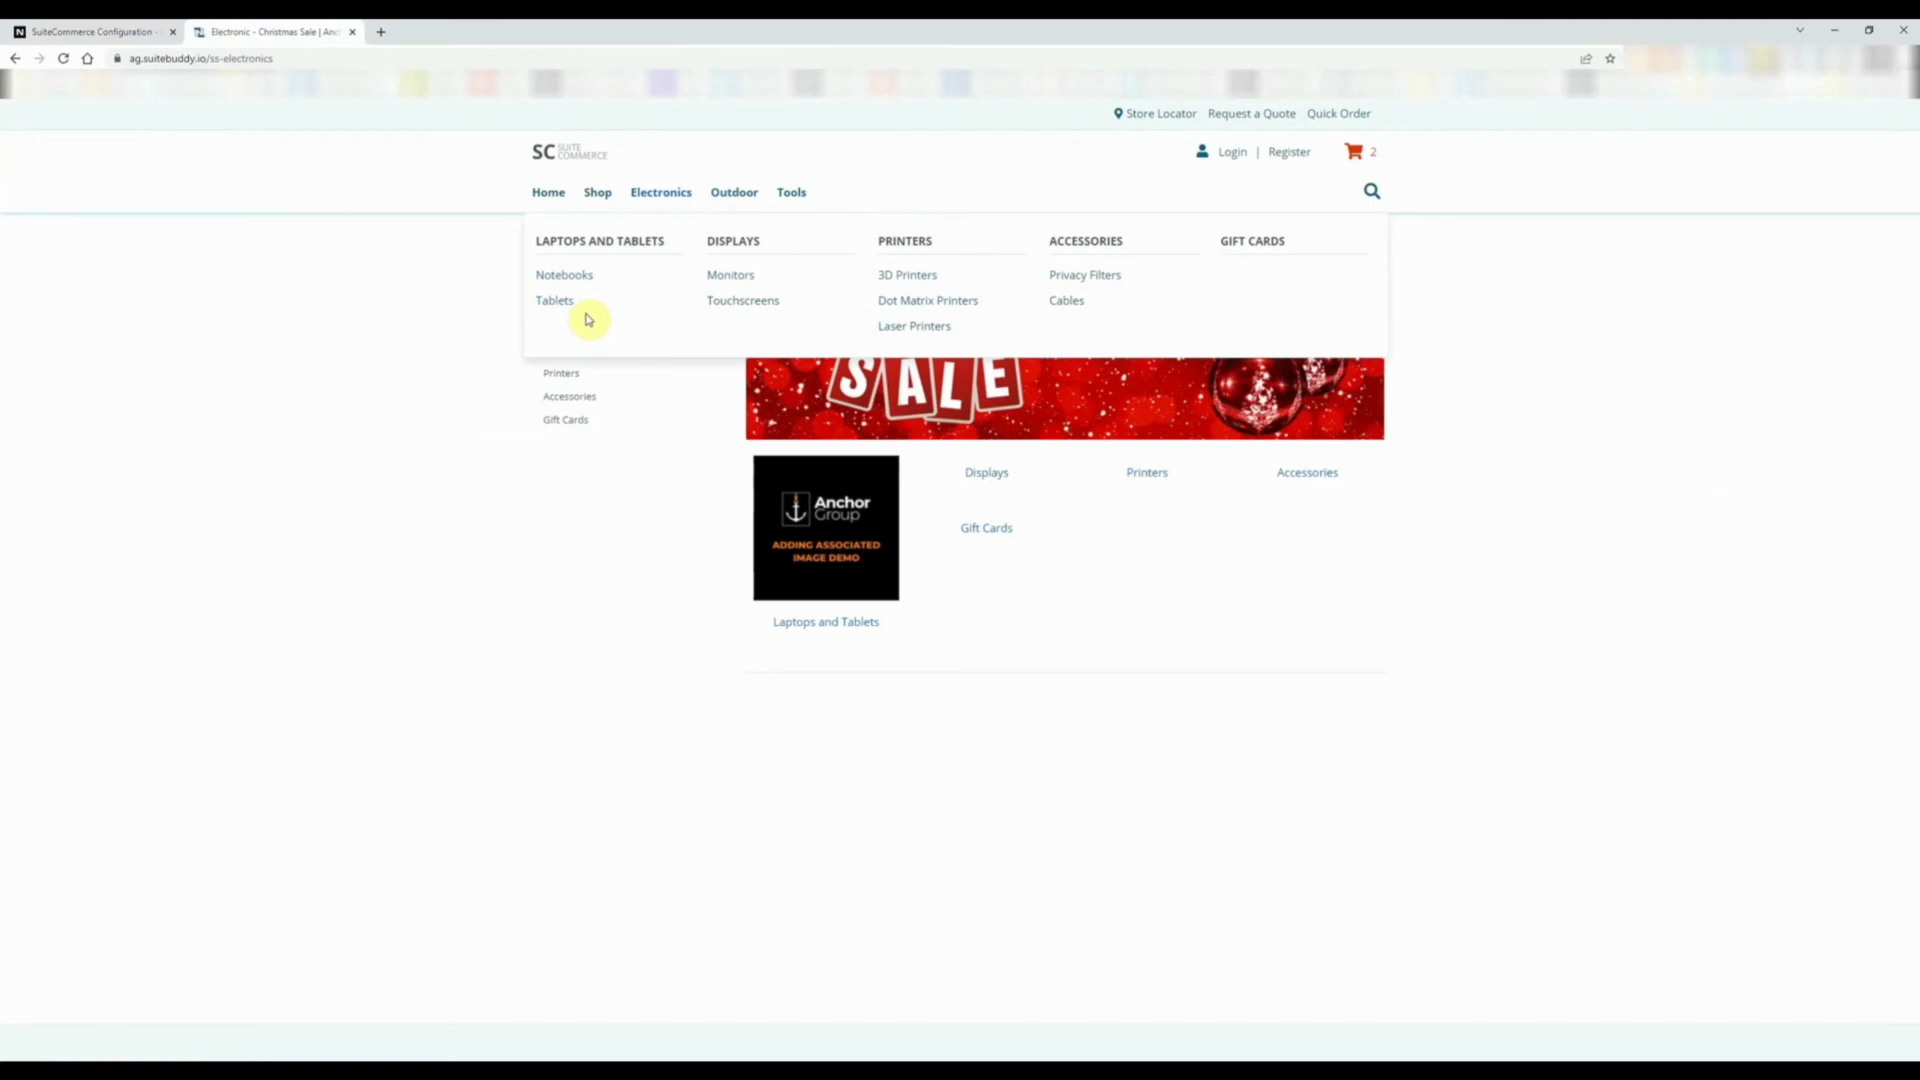 SuiteCommerce Configuration -
Electronic - Christmas Sale | Anc
ag.suitebuddy.io/ss-electronics
Store Locator Request a Quote Quick Order
SC SUITE COMMERCE
Login | Register 2
Home Shop Electronics Outdoor Tools
LAPTOPS AND TABLETS DISPLAYS PRINTERS ACCESSORIES GIFT CARDS
Notebooks Monitors 3D Printers Privacy Filters
Tablets Touchscreens Dot Matrix Printers Cables
Laser Printers
Printers
Accessories
Gift Cards
SALE
Anchor
Group
ADDING ASSOCIATED
IMAGE DEMO
Laptops and Tablets
Displays Printers Accessories
Gift Cards